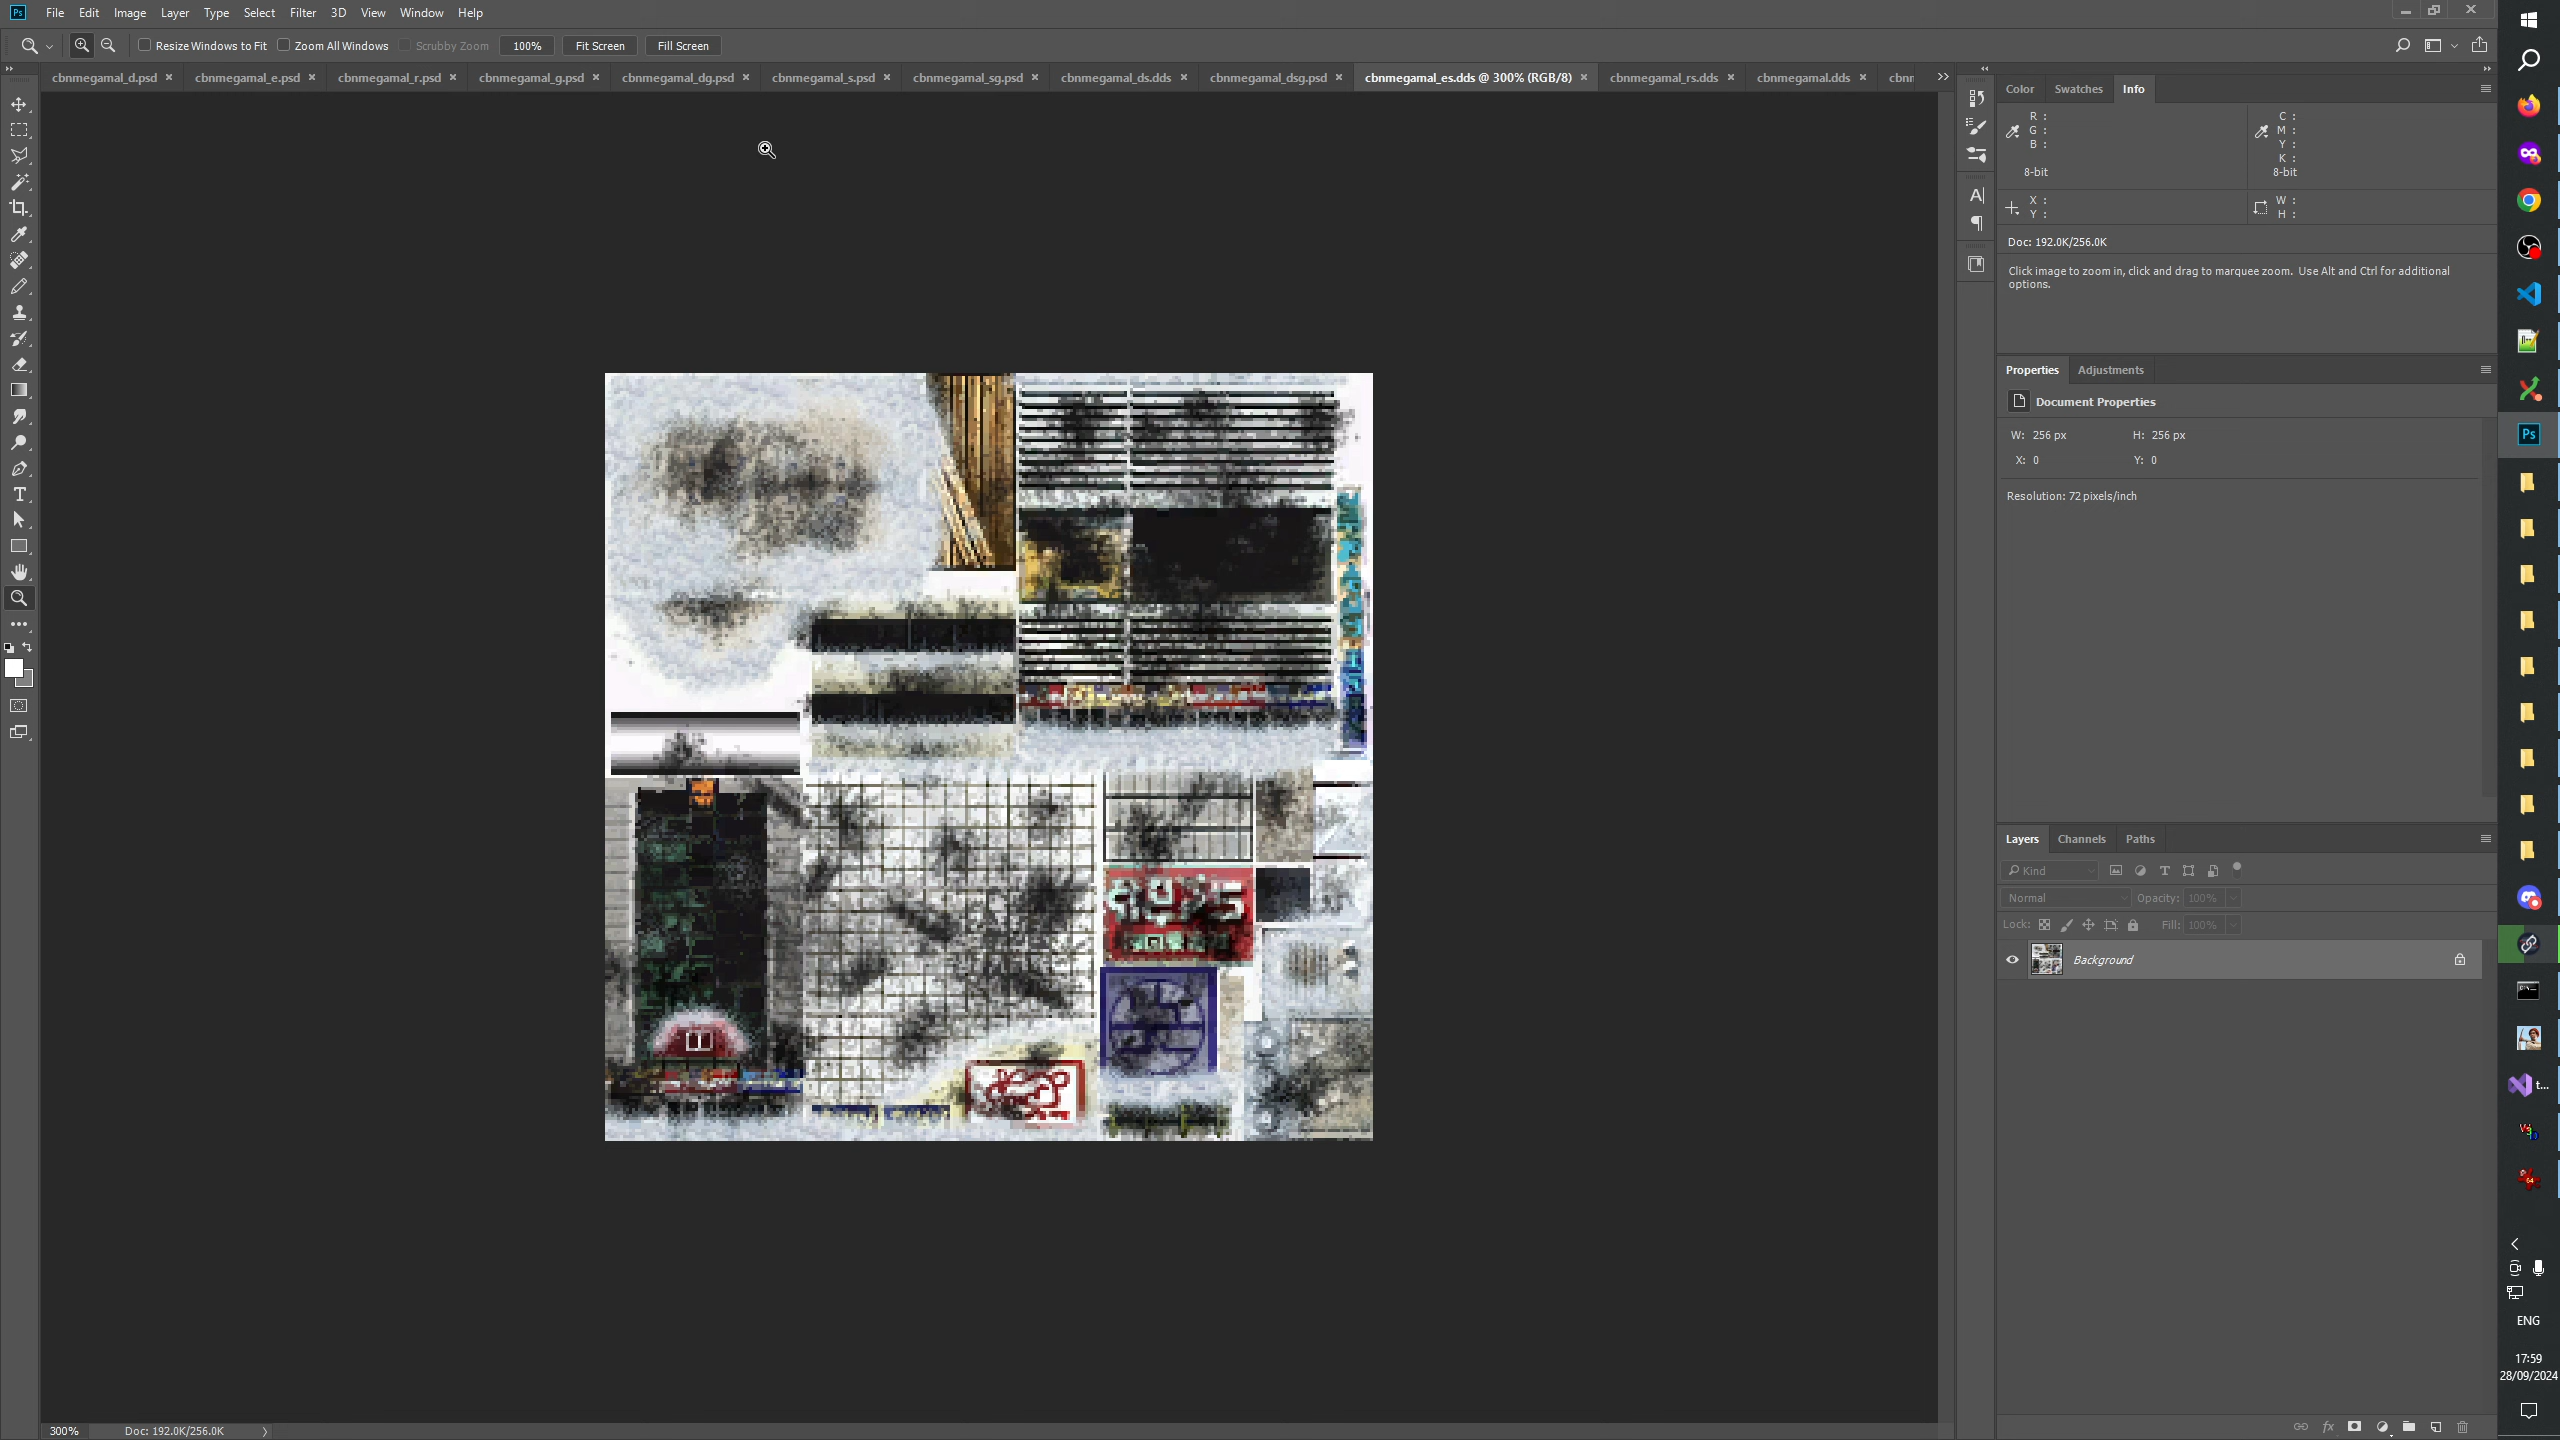 File Edit Image Layer Type Select Filter 3D View Window Help
Resize Windows to Fit Zoom All Windows Scrubby Zoom 100% Fit Screen Fill Screen
cbnmegamal_d.psd × cbnmegamal_e.psd × cbnmegamal_r.psd × cbnmegamal_g.psd × cbnmegamal_dg.psd × cbnmegamal_s.psd × cbnmegamal_sg.psd × cbnmegamal_ds.dds × cbnmegamal_dsg.psd × cbnmegamal_es.dds @ 300% (RGB/8) × cbnmegamal_rs.dds × cbnmegamal.dds ×
Color Swatches Info
R :
G :
B :
8-bit
C :
M :
Y :
K :
8-bit
X :
Y :
W :
H :
Doc: 192.0K/256.0K
Click image to zoom in, click and drag to marquee zoom. Use Alt and Ctrl for additional
options.
Properties Adjustments
Document Properties
W: 256 px H: 256 px
X: 0 Y: 0
Resolution: 72 pixels/inch
Layers Channels Paths
Kind
Normal Opacity: 100%
Lock: Fill: 100%
Background
300% Doc: 192.0K/256.0K
Ps
t...
ENG
17:59
28/09/2024